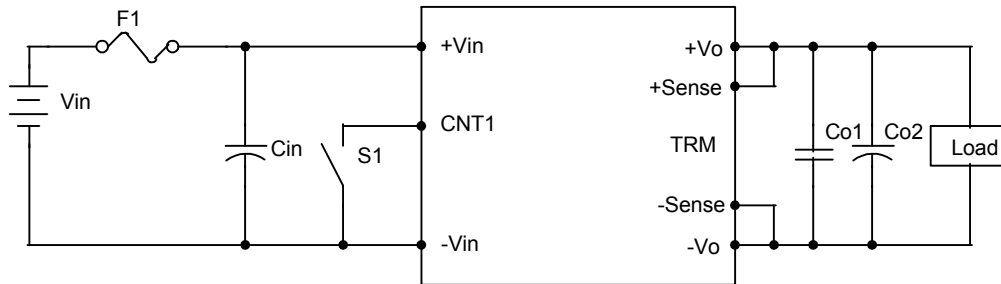 F1
+Vin
+Vo
Vin
+Sense
CNT1
TRM
Co1
Co2
Cin
S1
Load
-Sense
-Vin
-Vo